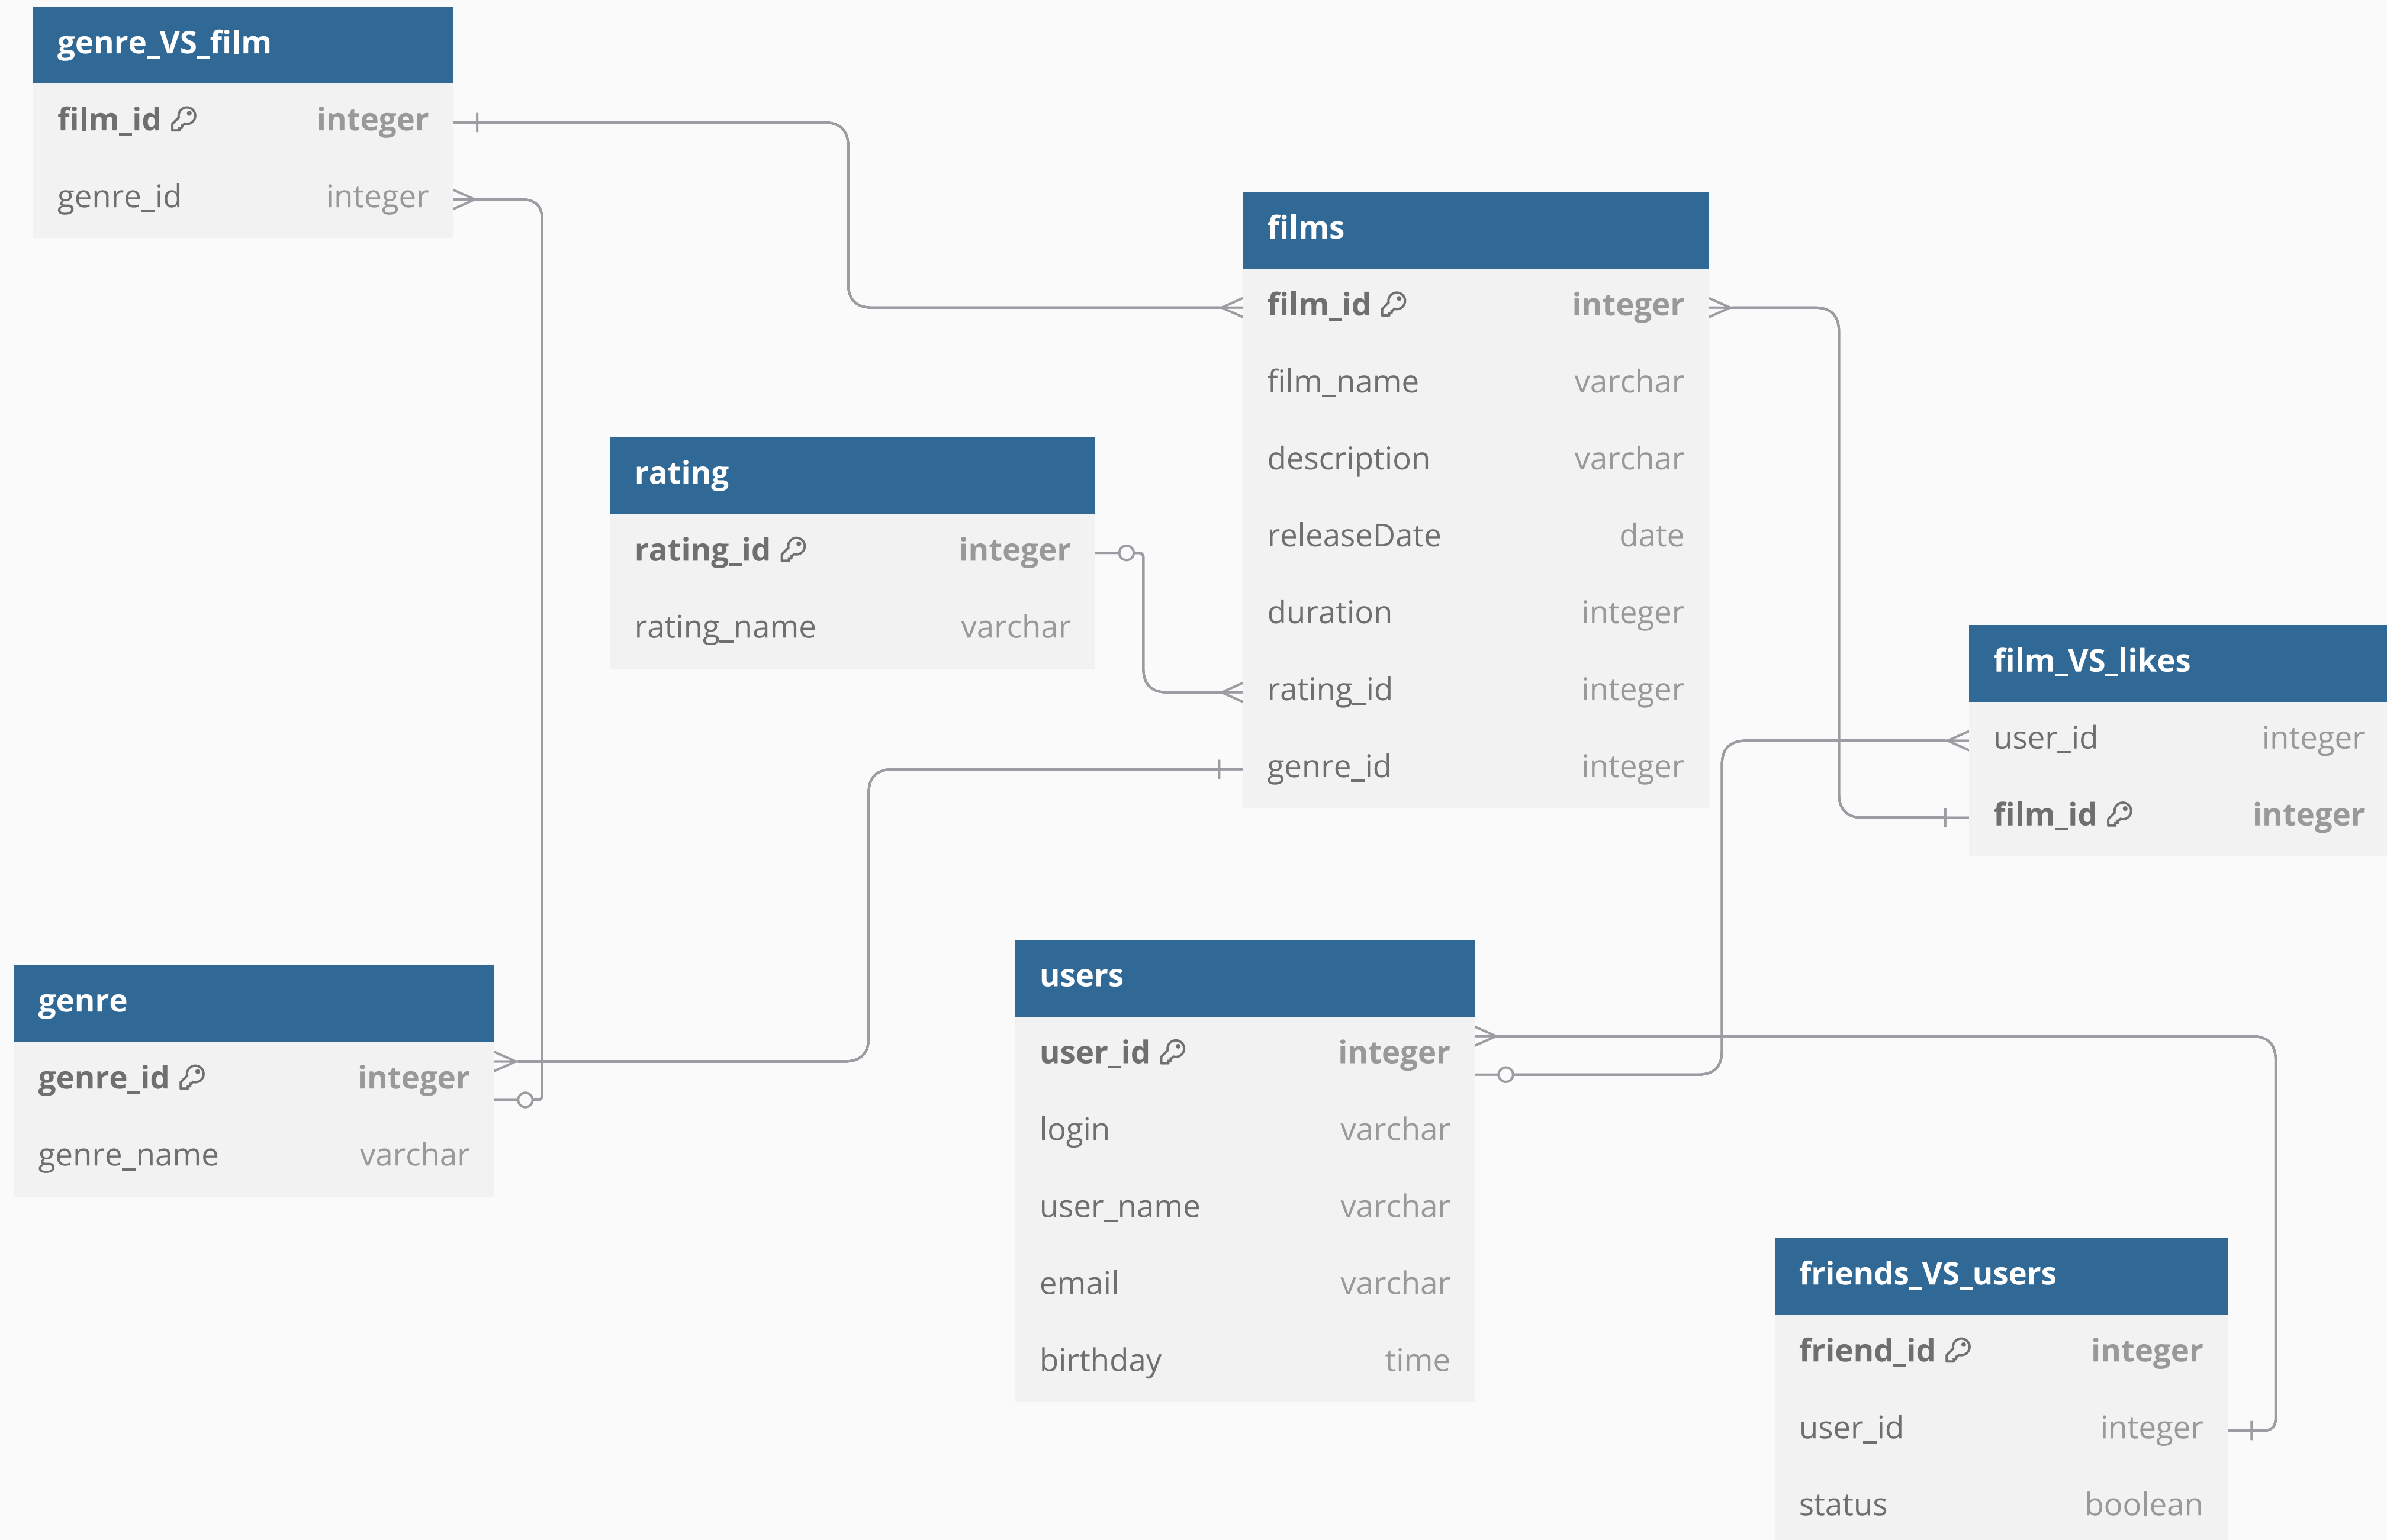 genre_VS_film
film_id integer
genre_id integer
films
film_id integer
film_name varchar
description varchar
releaseDate date
duration integer
rating_id integer
genre_id integer
rating
rating_id integer
rating_name varchar
film_VS_likes
user_id integer
film_id integer
genre
genre_id integer
genre_name varchar
users
user_id integer
login varchar
user_name varchar
email varchar
birthday time
friends_VS_users
friend_id integer
user_id integer
status boolean